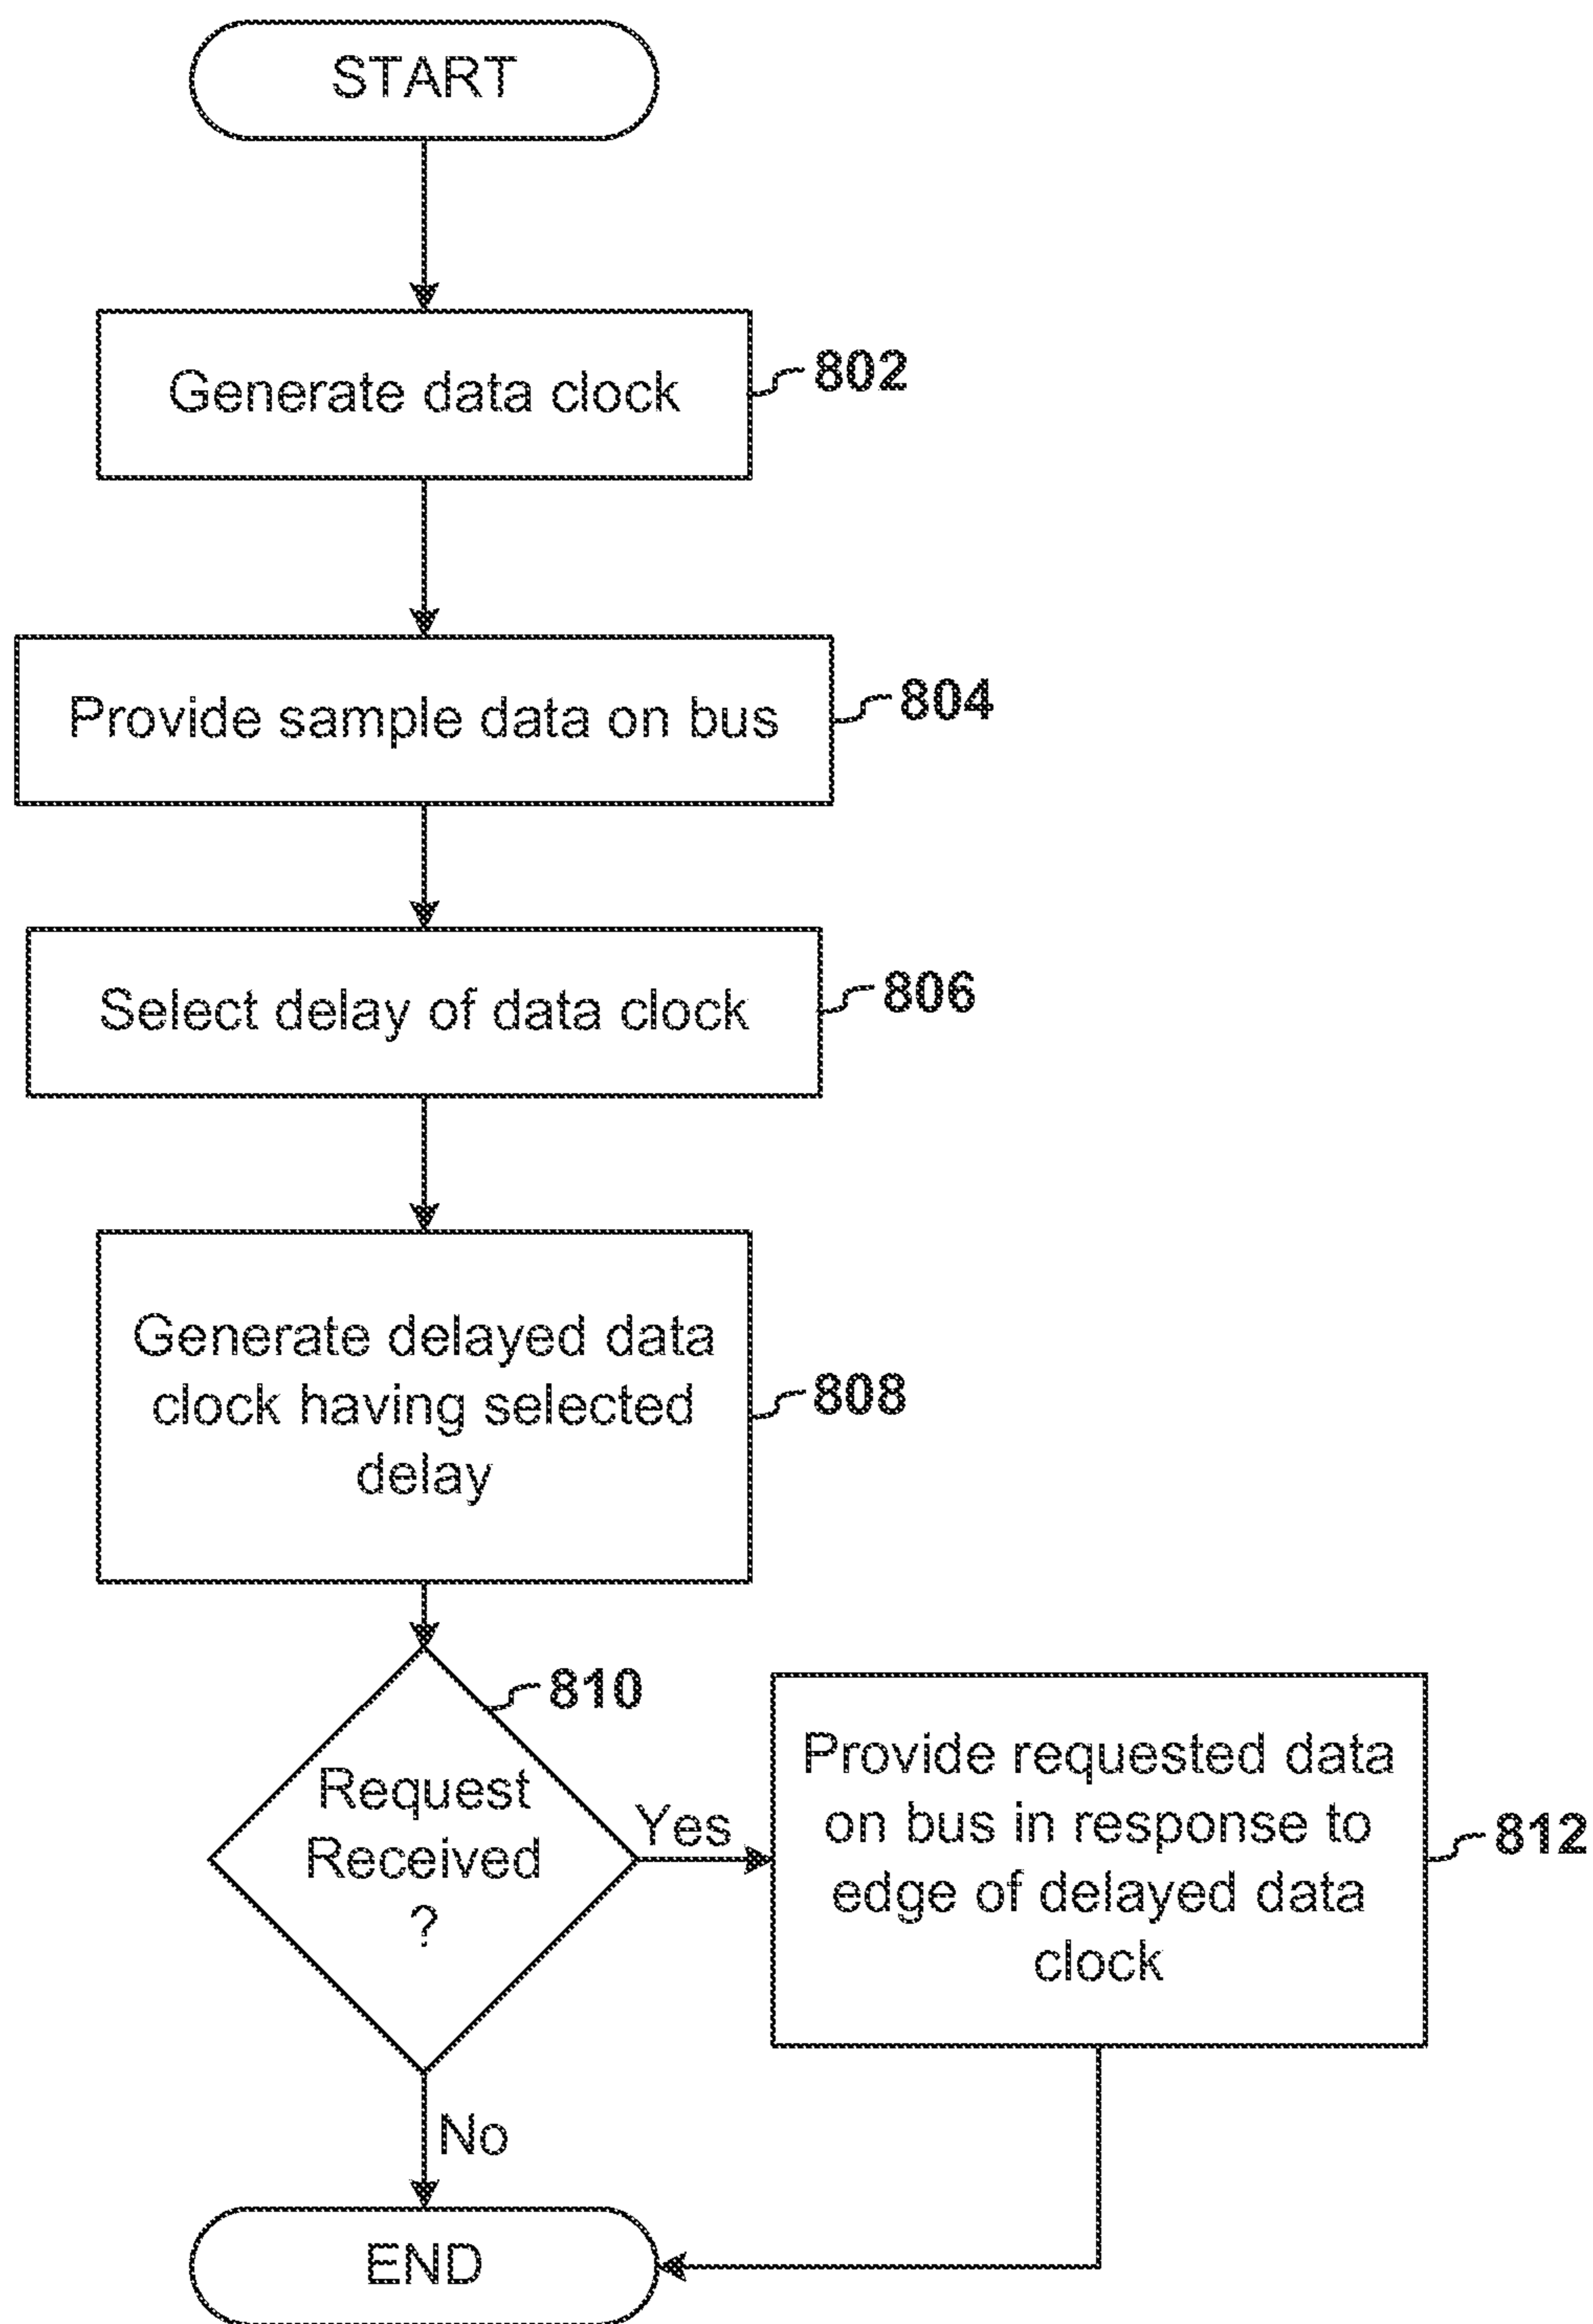 START
Generate data clock
802
Provide sample data on bus
804
Select delay of data clock
806
Generate delayed data
clock having selected
delay
808
810
Request
Received
?
Yes
Provide requested data
on bus in response to
edge of delayed data
clock
812
No
END